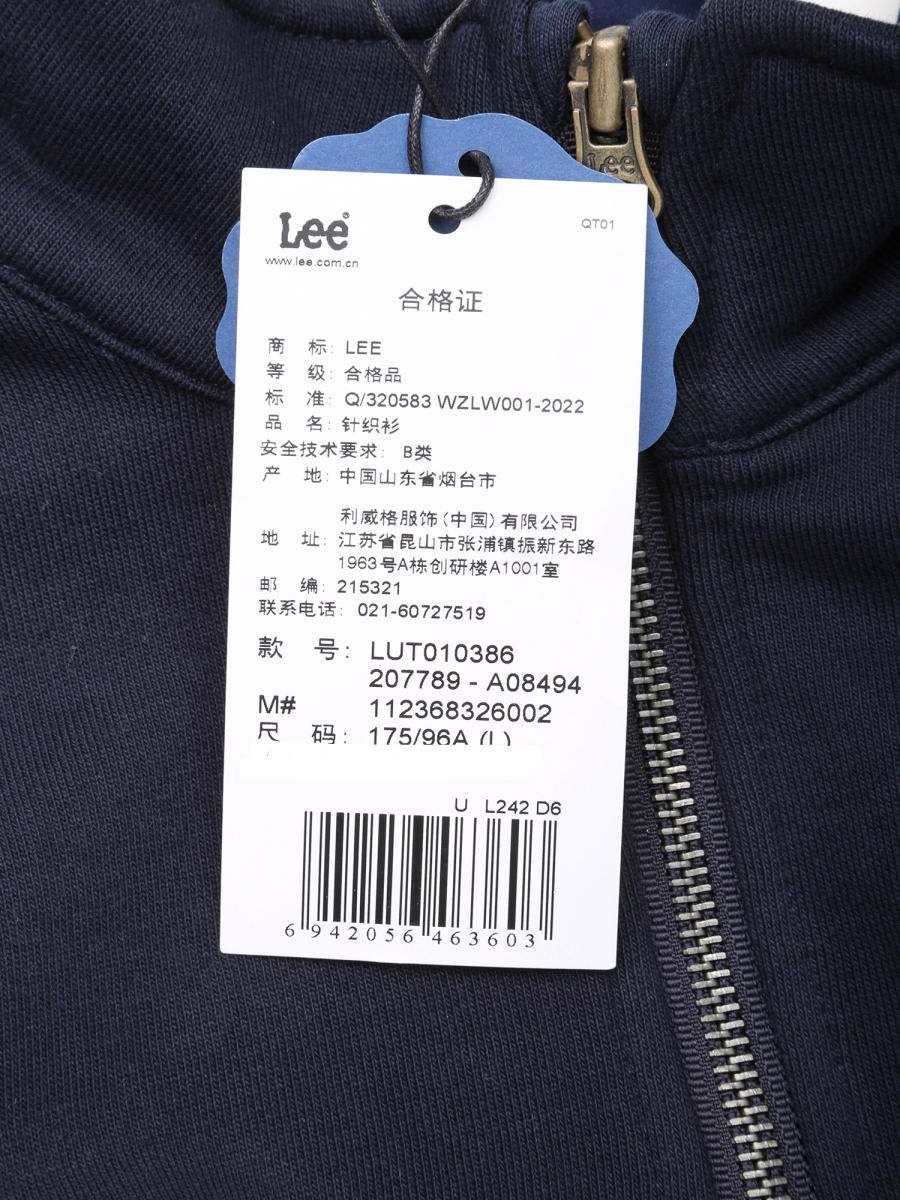 Lee
Lee®
QT01
www.lee.com.cn
合格证
商 标: LEE
等 级: 合格品
标 准: Q/320583 WZLW001-2022
品 名: 针织衫
安全技术要求: B类
产 地: 中国山东省烟台市
利威格服饰(中国)有限公司
地 址: 江苏省昆山市张浦镇振新东路
1963号A栋创研楼A1001室
邮 编: 215321
联系电话: 021-60727519
款 号: LUT010386
207789 - A08494
M# 112368326002
尺 码: 175/96A (L)
U L242 D6
6 942056 463603